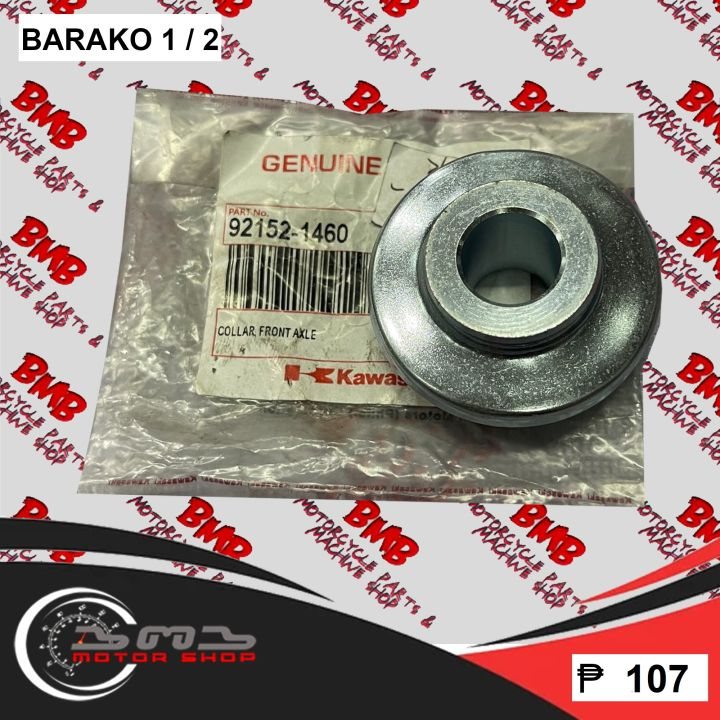 BARAKO 1 / 2
BMB
MOTORCYCLE PARTS &
MACHINE SHOP
GENUINE
PART No.
92152-1460
COLLAR, FRONT AXLE
Kawas
MOTOR SHOP
₱ 107